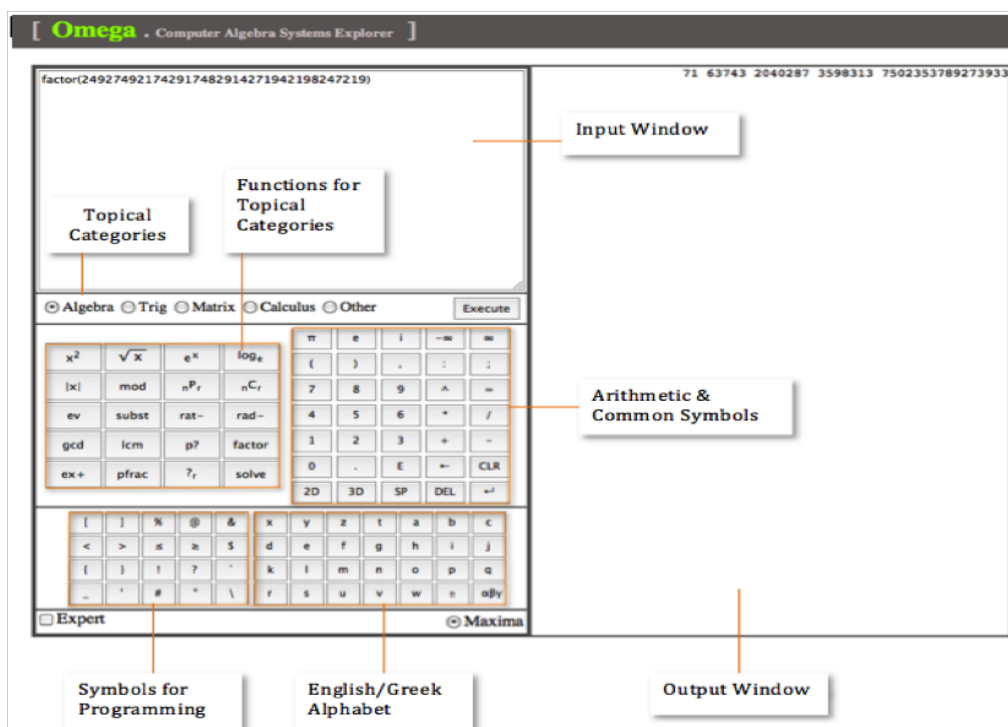 [ Omega . Computer Algebra Systems Explorer ]
factor(24927492174291748291427194219824721​9)
71 63743 2040287 3598313 7502353789273933
Input Window
Functions for
Topical
Categories
Topical
Categories
Algebra Trig Matrix Calculus Other Execute
x² √x eˣ logₑ
|x| mod nPr nCr
ev subst rat- rad-
gcd lcm p? factor
ex+ pfrac ?r solve
π e i -∞ ∞
( ) , : ;
7 8 9 ^ =
4 5 6 * /
1 2 3 + -
0 . E ← CLR
2D 3D SP DEL ↵
Arithmetic &
Common Symbols
[ ] % @ &
< > ≤ ≥ $
{ } ! ? `
_ ' # " \
x y z t a b c
d e f g h i j
k l m n o p q
r s u v w αβγ
Expert Maxima
Symbols for
Programming
English/Greek
Alphabet
Output Window